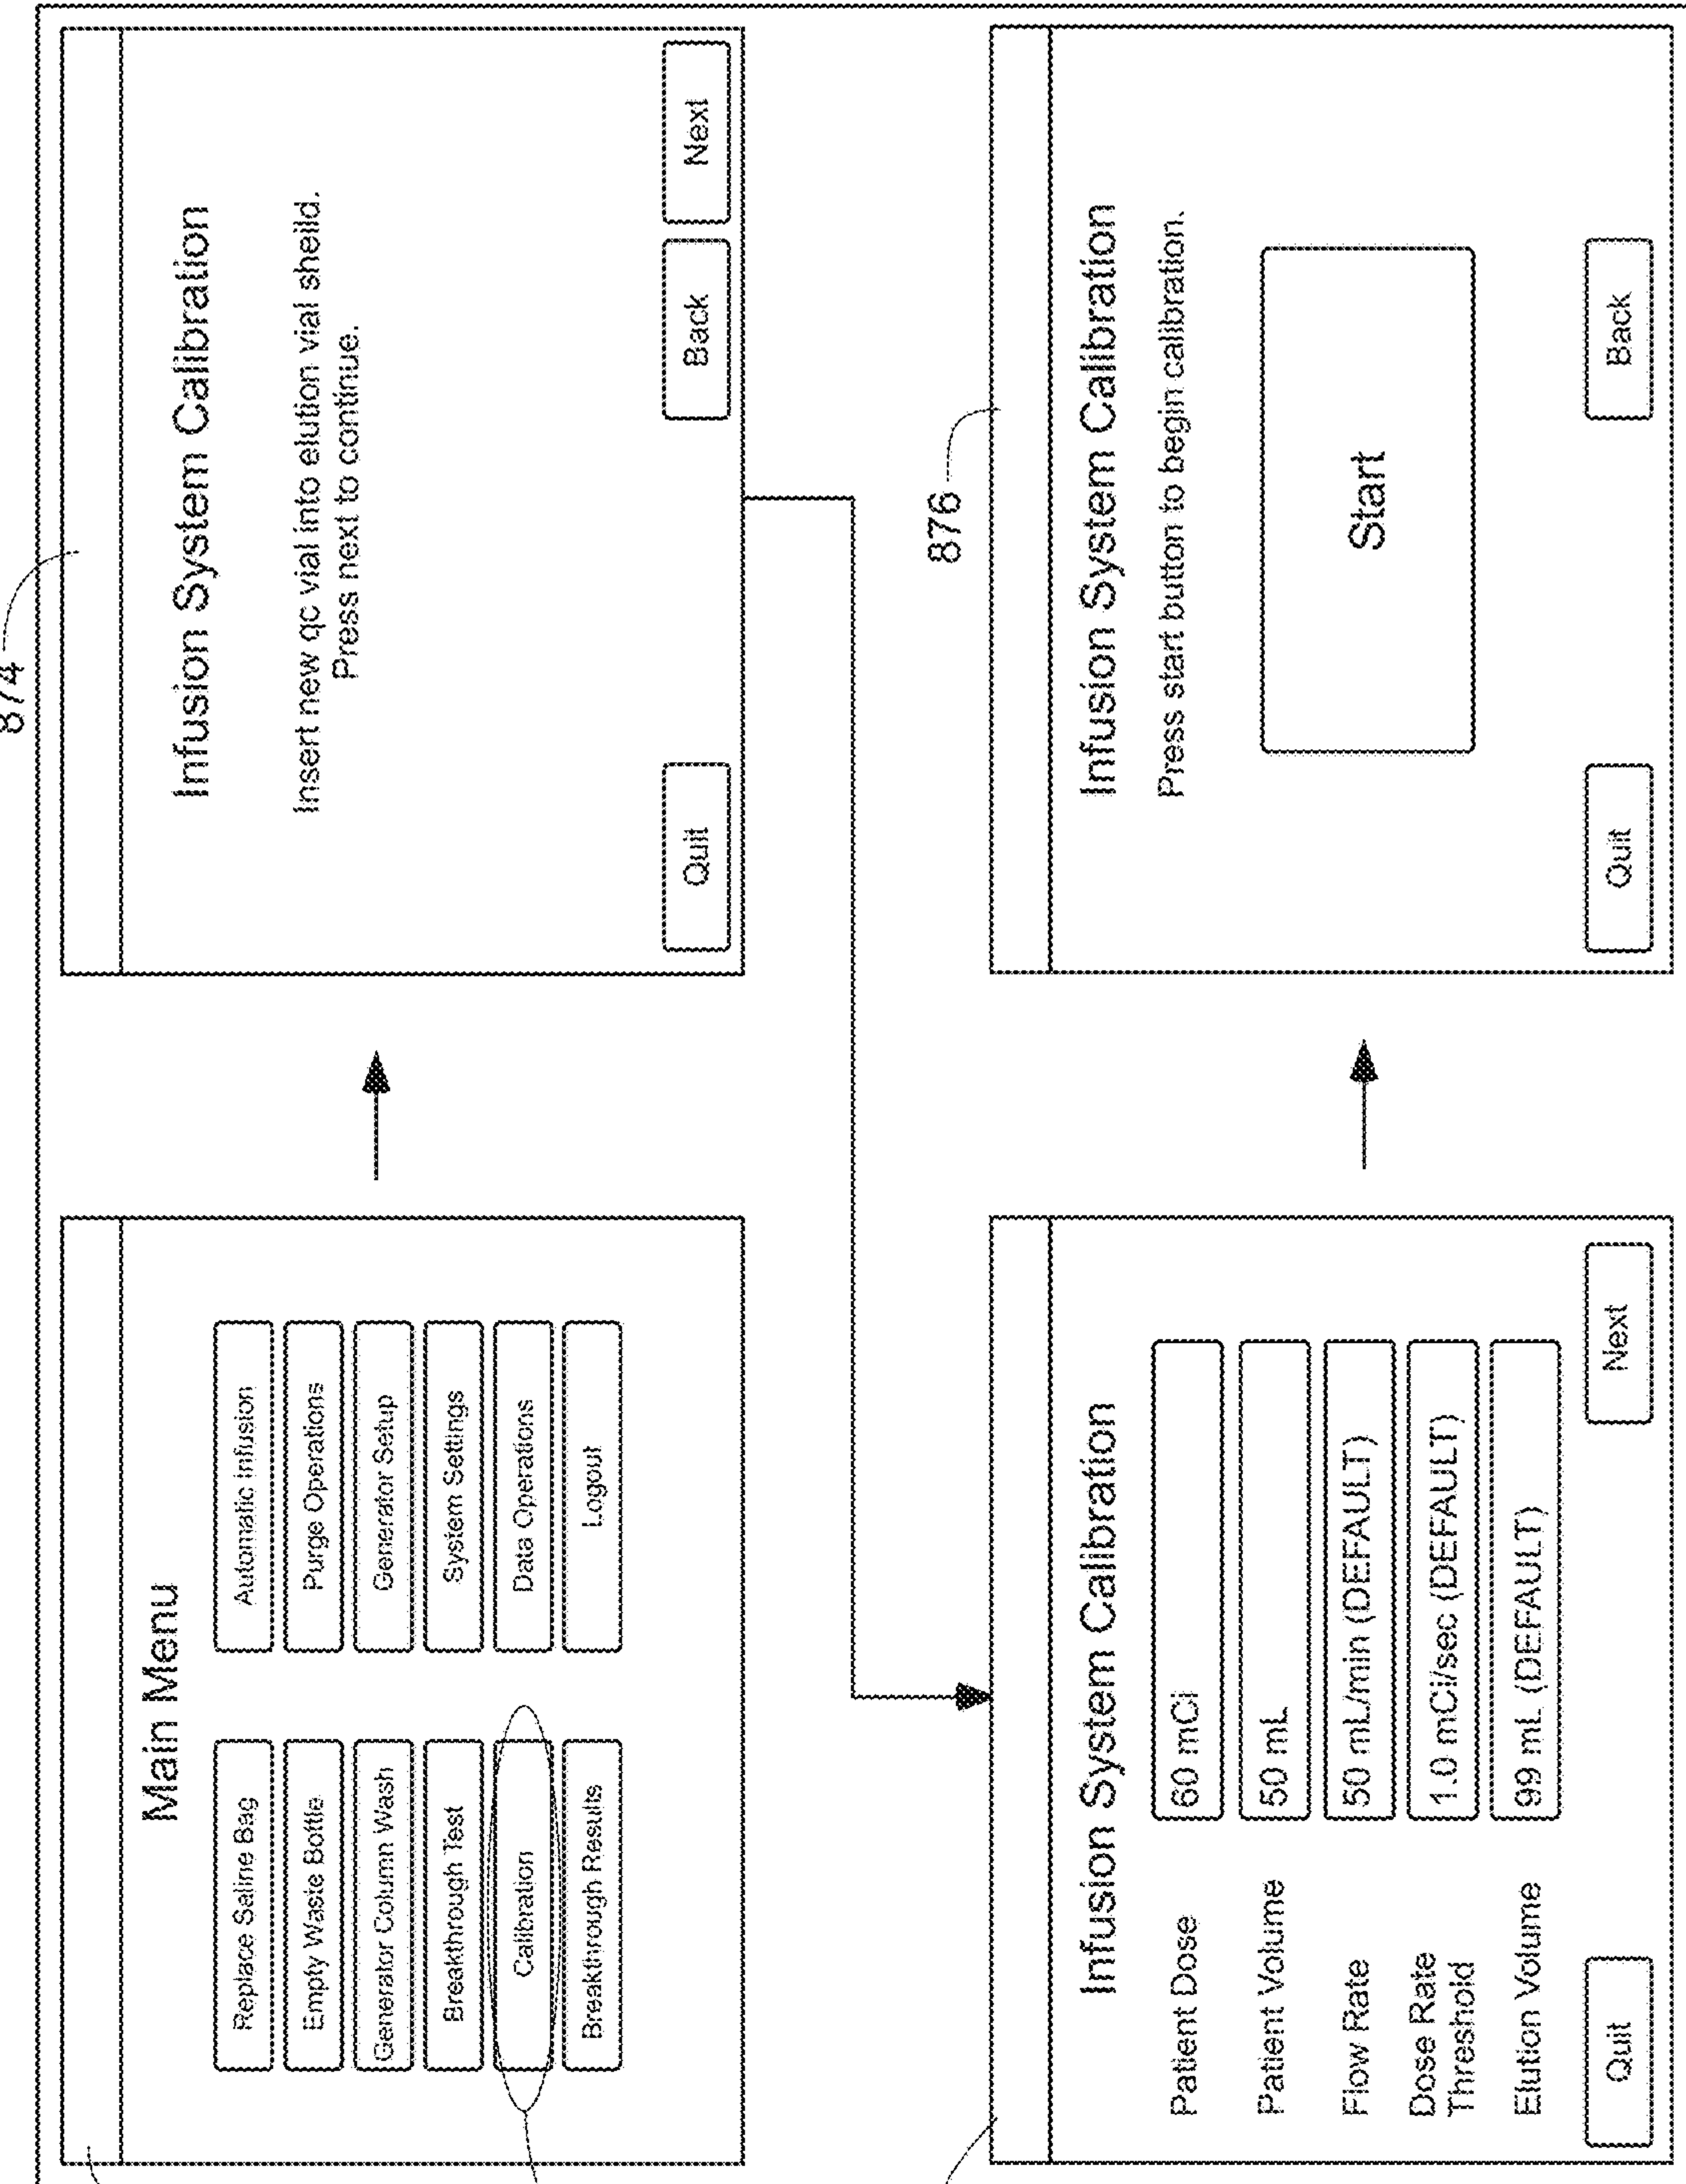 874
Main Menu
Replace Saline Bag
Automatic Infusion
Empty Waste Bottle
Purge Operations
Generator Column Wash
Generator Setup
Breakthrough Test
System Settings
Calibration
Data Operations
Breakthrough Results
Logout
Infusion System Calibration
Insert new qc vial into elution vial sheild.
Press next to continue.
Quit
Back
Next
Infusion System Calibration
Patient Dose
60 mCi
Patient Volume
50 mL
Flow Rate
50 mL/min (DEFAULT)
Dose Rate
Threshold
1.0 mCi/sec (DEFAULT)
Elution Volume
99 mL (DEFAULT)
Quit
Next
876
Infusion System Calibration
Press start button to begin calibration.
Start
Quit
Back